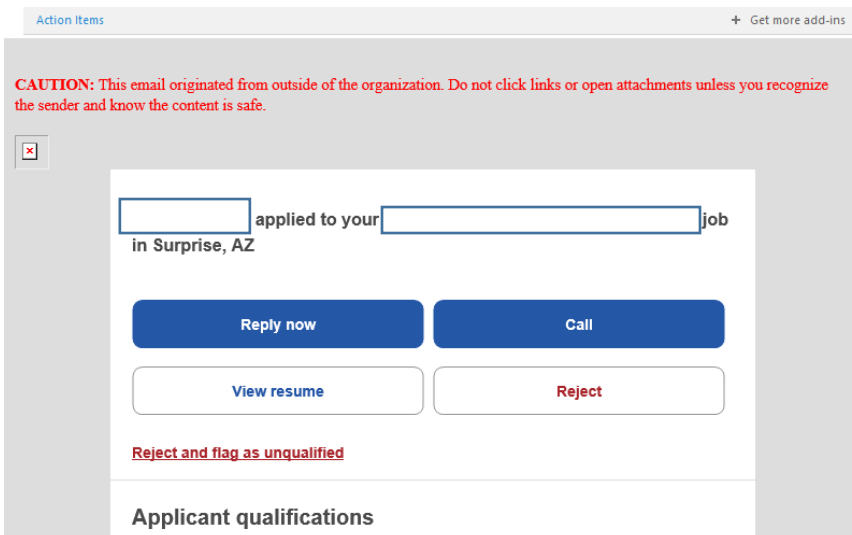 Action Items + Get more add-ins
CAUTION: This email originated from outside of the organization. Do not click links or open attachments unless you recognize
the sender and know the content is safe.
applied to your job
in Surprise, AZ
Reply now Call
View resume Reject
Reject and flag as unqualified
Applicant qualifications